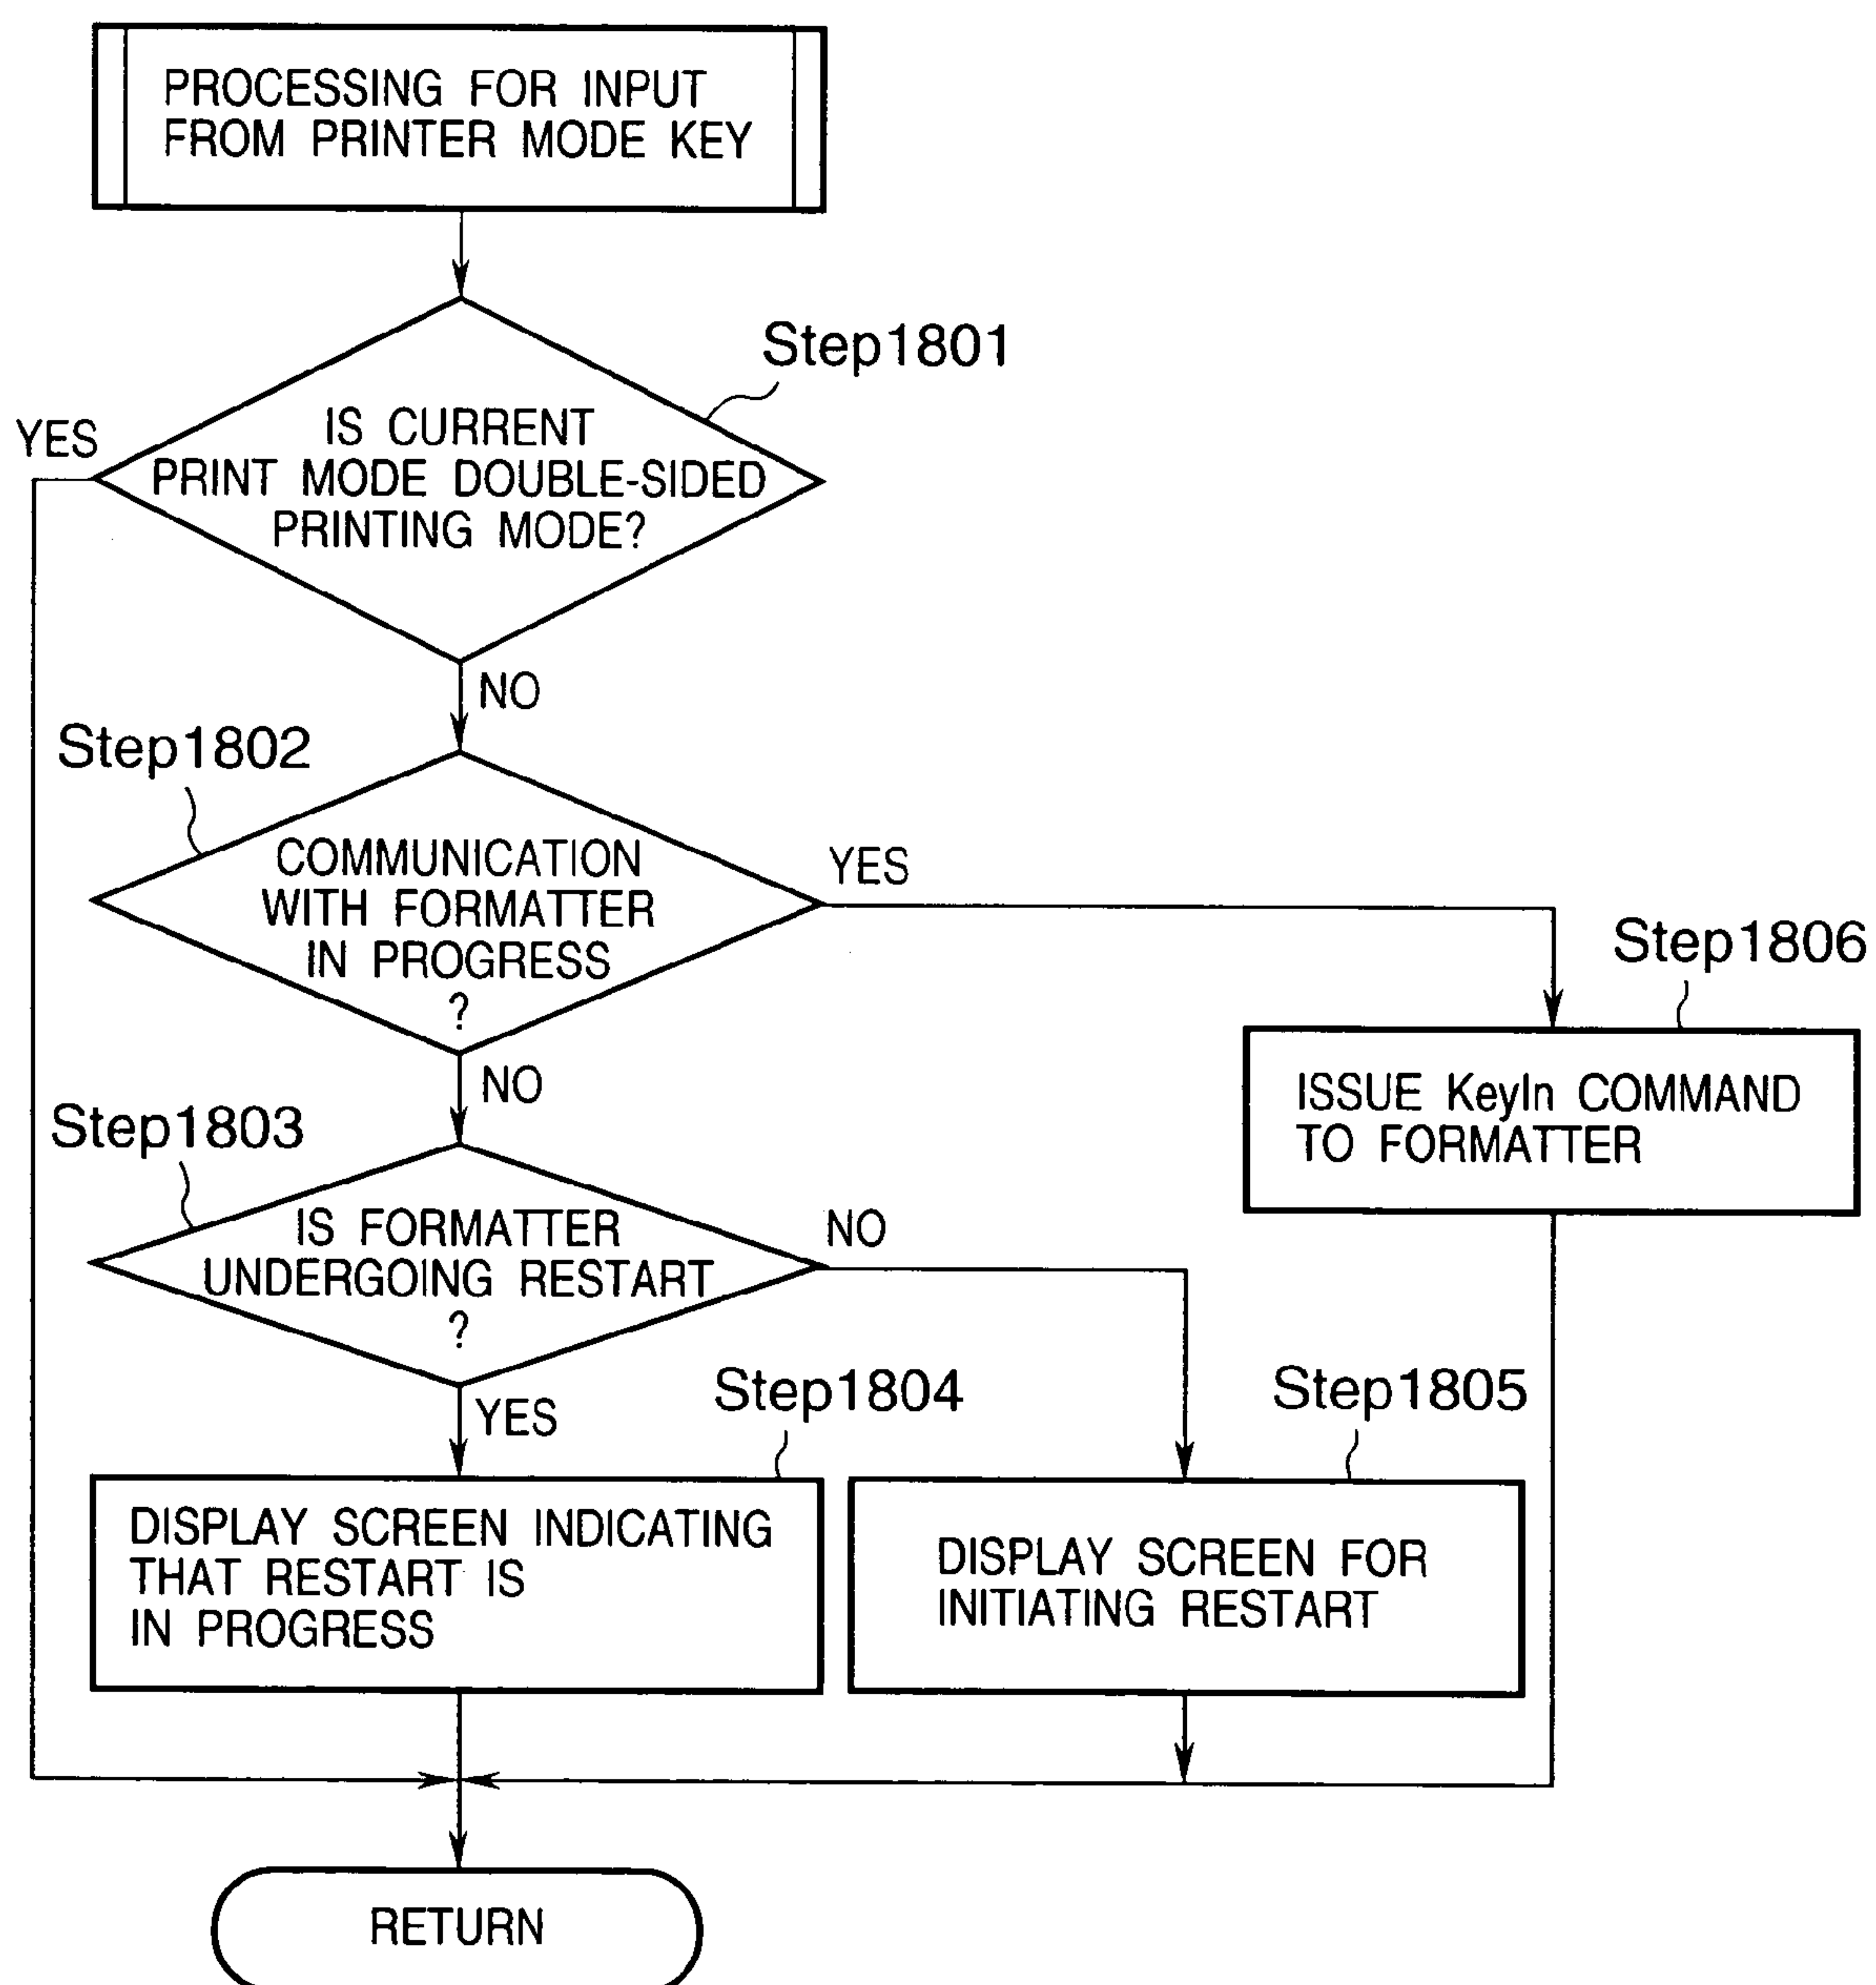 PROCESSING FOR INPUT
FROM PRINTER MODE KEY
Step1801
YES
IS CURRENT
PRINT MODE DOUBLE-SIDED
PRINTING MODE?
NO
Step1802
COMMUNICATION
WITH FORMATTER
IN PROGRESS
?
YES
Step1806
ISSUE KeyIn COMMAND
TO FORMATTER
NO
Step1803
IS FORMATTER
UNDERGOING RESTART
?
NO
YES
Step1804
Step1805
DISPLAY SCREEN INDICATING
THAT RESTART IS
IN PROGRESS
DISPLAY SCREEN FOR
INITIATING RESTART
RETURN